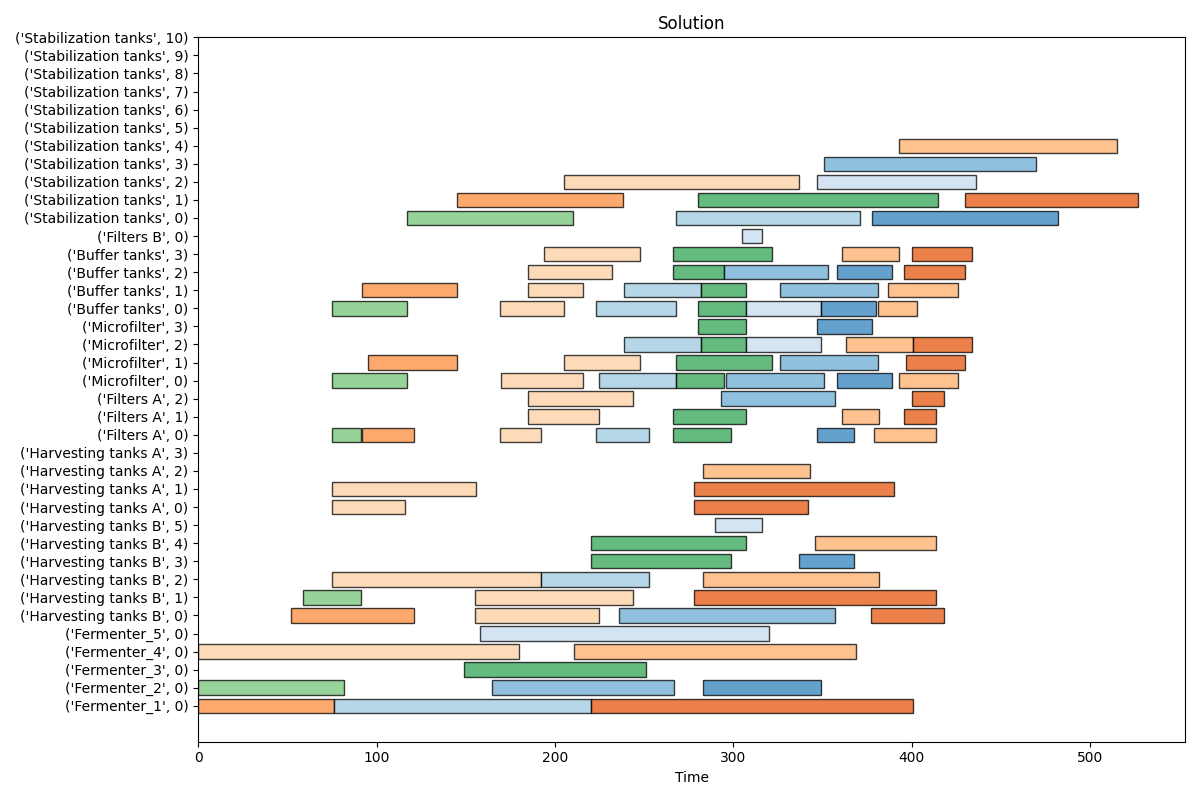 Solution
('Stabilization tanks', 10)
('Stabilization tanks', 9)
('Stabilization tanks', 8)
('Stabilization tanks', 7)
('Stabilization tanks', 6)
('Stabilization tanks', 5)
('Stabilization tanks', 4)
('Stabilization tanks', 3)
('Stabilization tanks', 2)
('Stabilization tanks', 1)
('Stabilization tanks', 0)
('Filters B', 0)
('Buffer tanks', 3)
('Buffer tanks', 2)
('Buffer tanks', 1)
('Buffer tanks', 0)
('Microfilter', 3)
('Microfilter', 2)
('Microfilter', 1)
('Microfilter', 0)
('Filters A', 2)
('Filters A', 1)
('Filters A', 0)
('Harvesting tanks A', 3)
('Harvesting tanks A', 2)
('Harvesting tanks A', 1)
('Harvesting tanks A', 0)
('Harvesting tanks B', 5)
('Harvesting tanks B', 4)
('Harvesting tanks B', 3)
('Harvesting tanks B', 2)
('Harvesting tanks B', 1)
('Harvesting tanks B', 0)
('Fermenter_5', 0)
('Fermenter_4', 0)
('Fermenter_3', 0)
('Fermenter_2', 0)
('Fermenter_1', 0)
0 100 200 300 400 500
Time